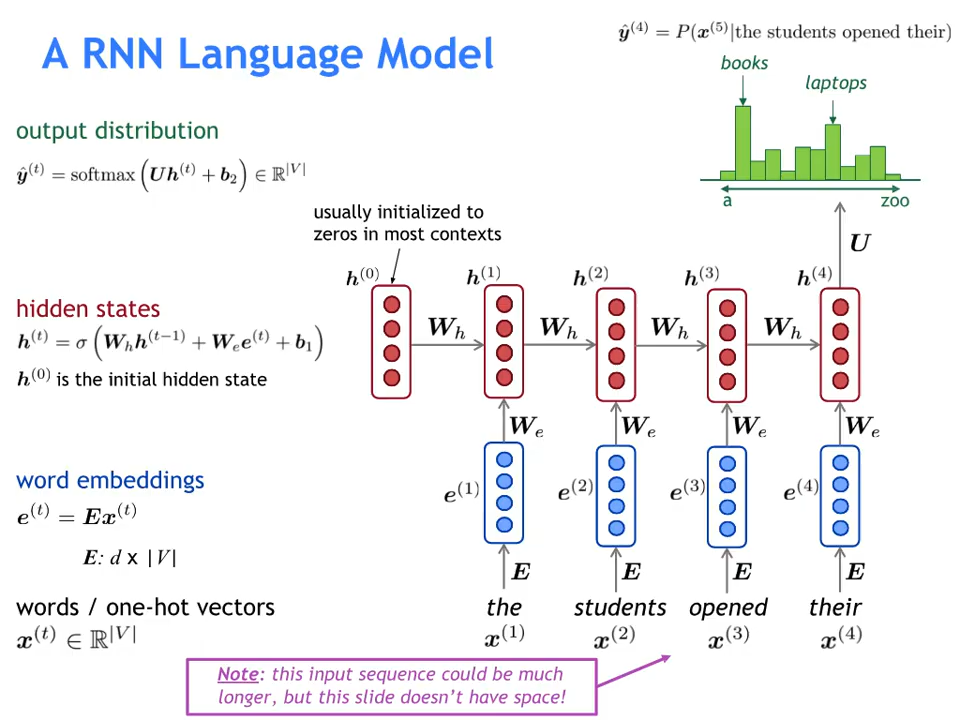 A RNN Language Model
ŷ⁽⁴⁾ = P(x⁽⁵⁾|the students opened their)
books
laptops
a
zoo
output distribution
ŷ⁽ᵗ⁾ = softmax(Uh⁽ᵗ⁾ + b₂) ∈ ℝ^|V|
usually initialized to
zeros in most contexts
U
h⁽⁰⁾ h⁽¹⁾ h⁽²⁾ h⁽³⁾ h⁽⁴⁾
hidden states
h⁽ᵗ⁾ = σ(W_h h⁽ᵗ⁻¹⁾ + W_e e⁽ᵗ⁾ + b₁)
h⁽⁰⁾ is the initial hidden state
W_h W_h W_h W_h
W_e W_e W_e W_e
word embeddings
e⁽ᵗ⁾ = Ex⁽ᵗ⁾
E: d x |V|
e⁽¹⁾ e⁽²⁾ e⁽³⁾ e⁽⁴⁾
E E E E
words / one-hot vectors
x⁽ᵗ⁾ ∈ ℝ^|V|
the students opened their
x⁽¹⁾ x⁽²⁾ x⁽³⁾ x⁽⁴⁾
Note: this input sequence could be much
longer, but this slide doesn't have space!